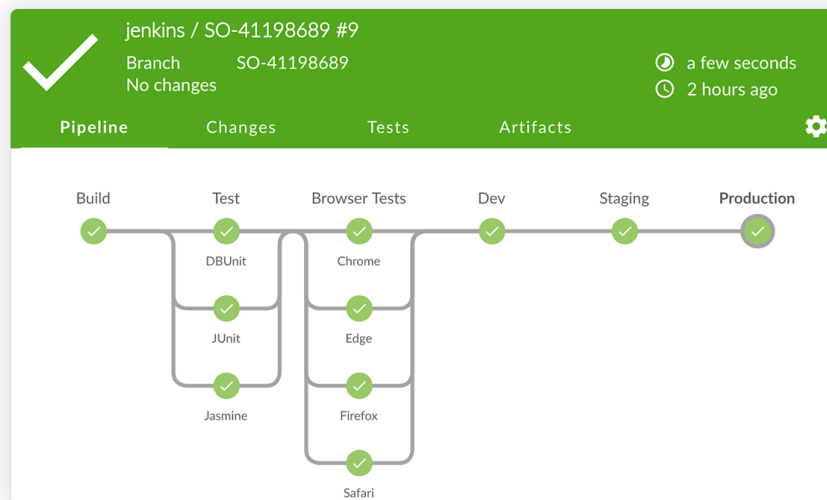 jenkins / SO-41198689 #9
Branch SO-41198689
No changes
a few seconds
2 hours ago
Pipeline Changes Tests Artifacts
Build Test Browser Tests Dev Staging Production
DBUnit Chrome
JUnit Edge
Jasmine Firefox
Safari